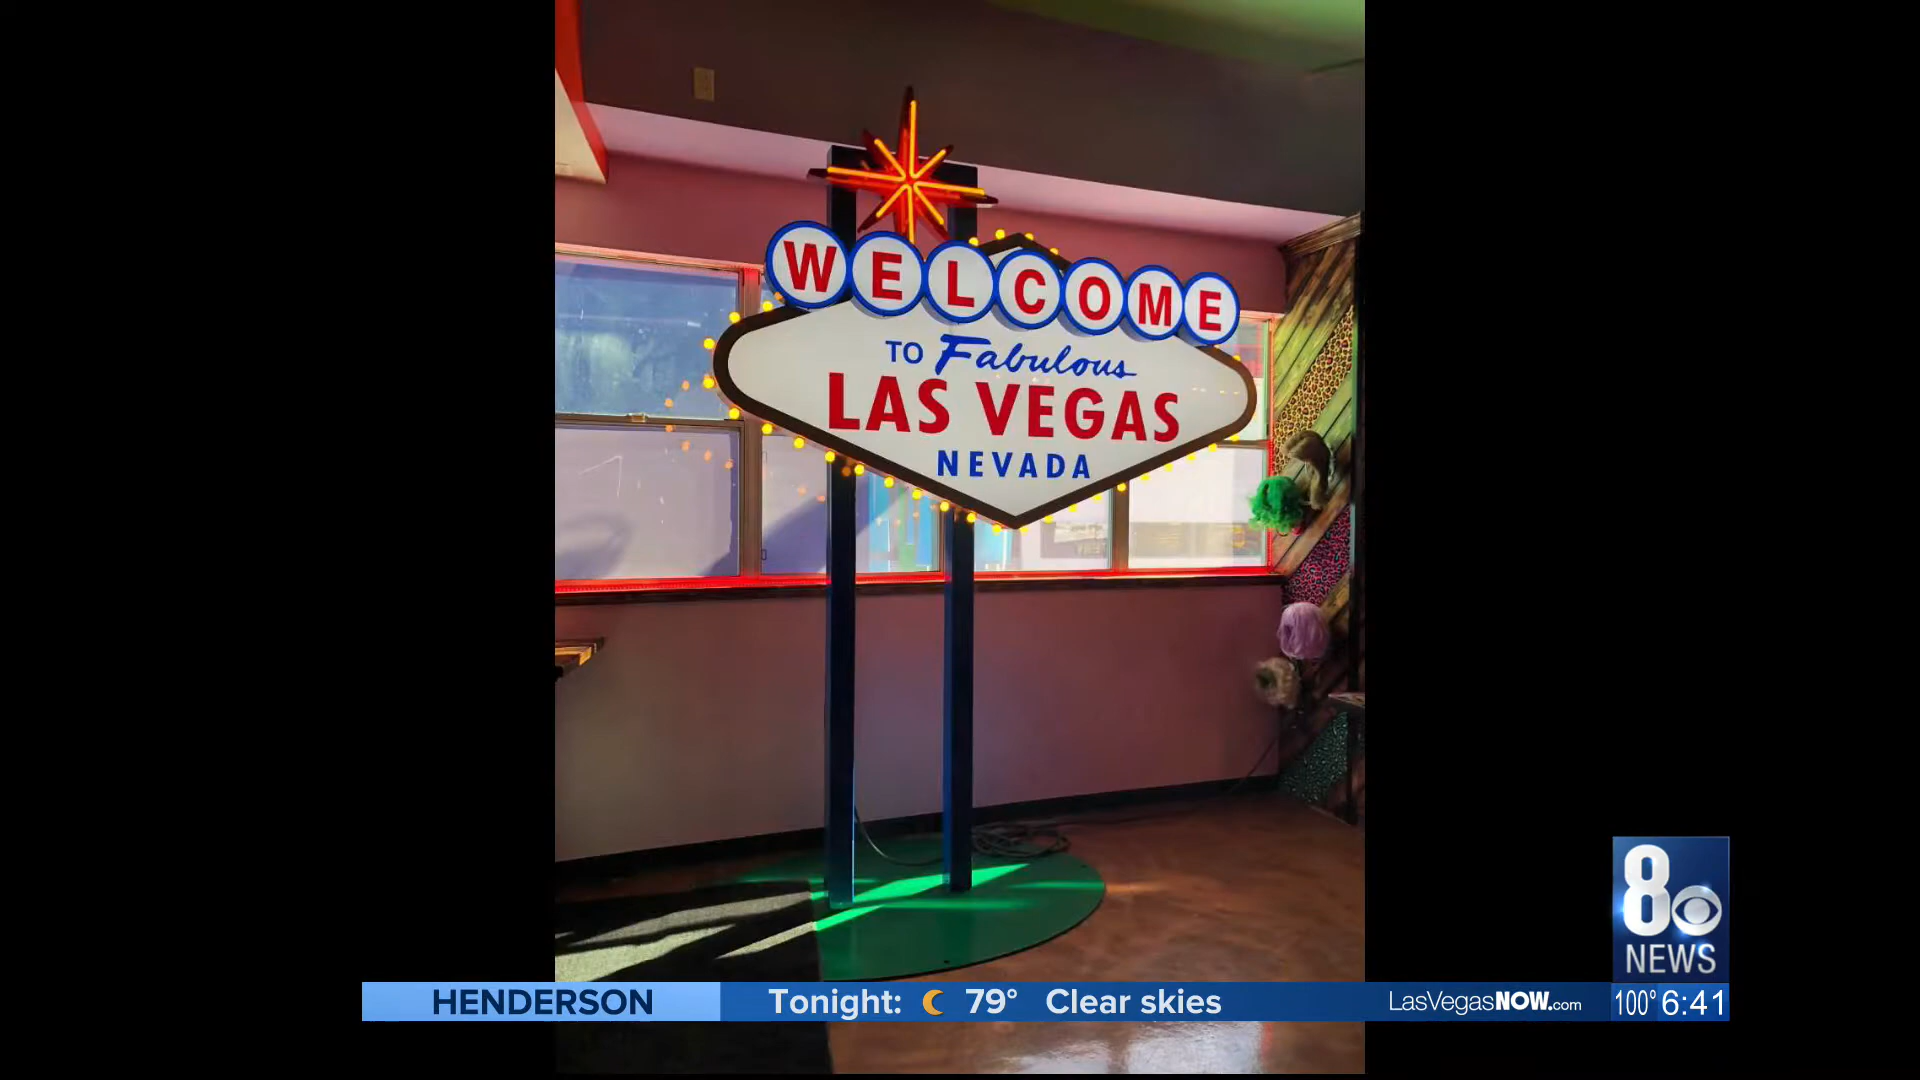 WELCOME
TO Fabulous
LAS VEGAS
NEVADA
8
NEWS
HENDERSON Tonight: 79° Clear skies LasVegasNOW.com 100° 6:41